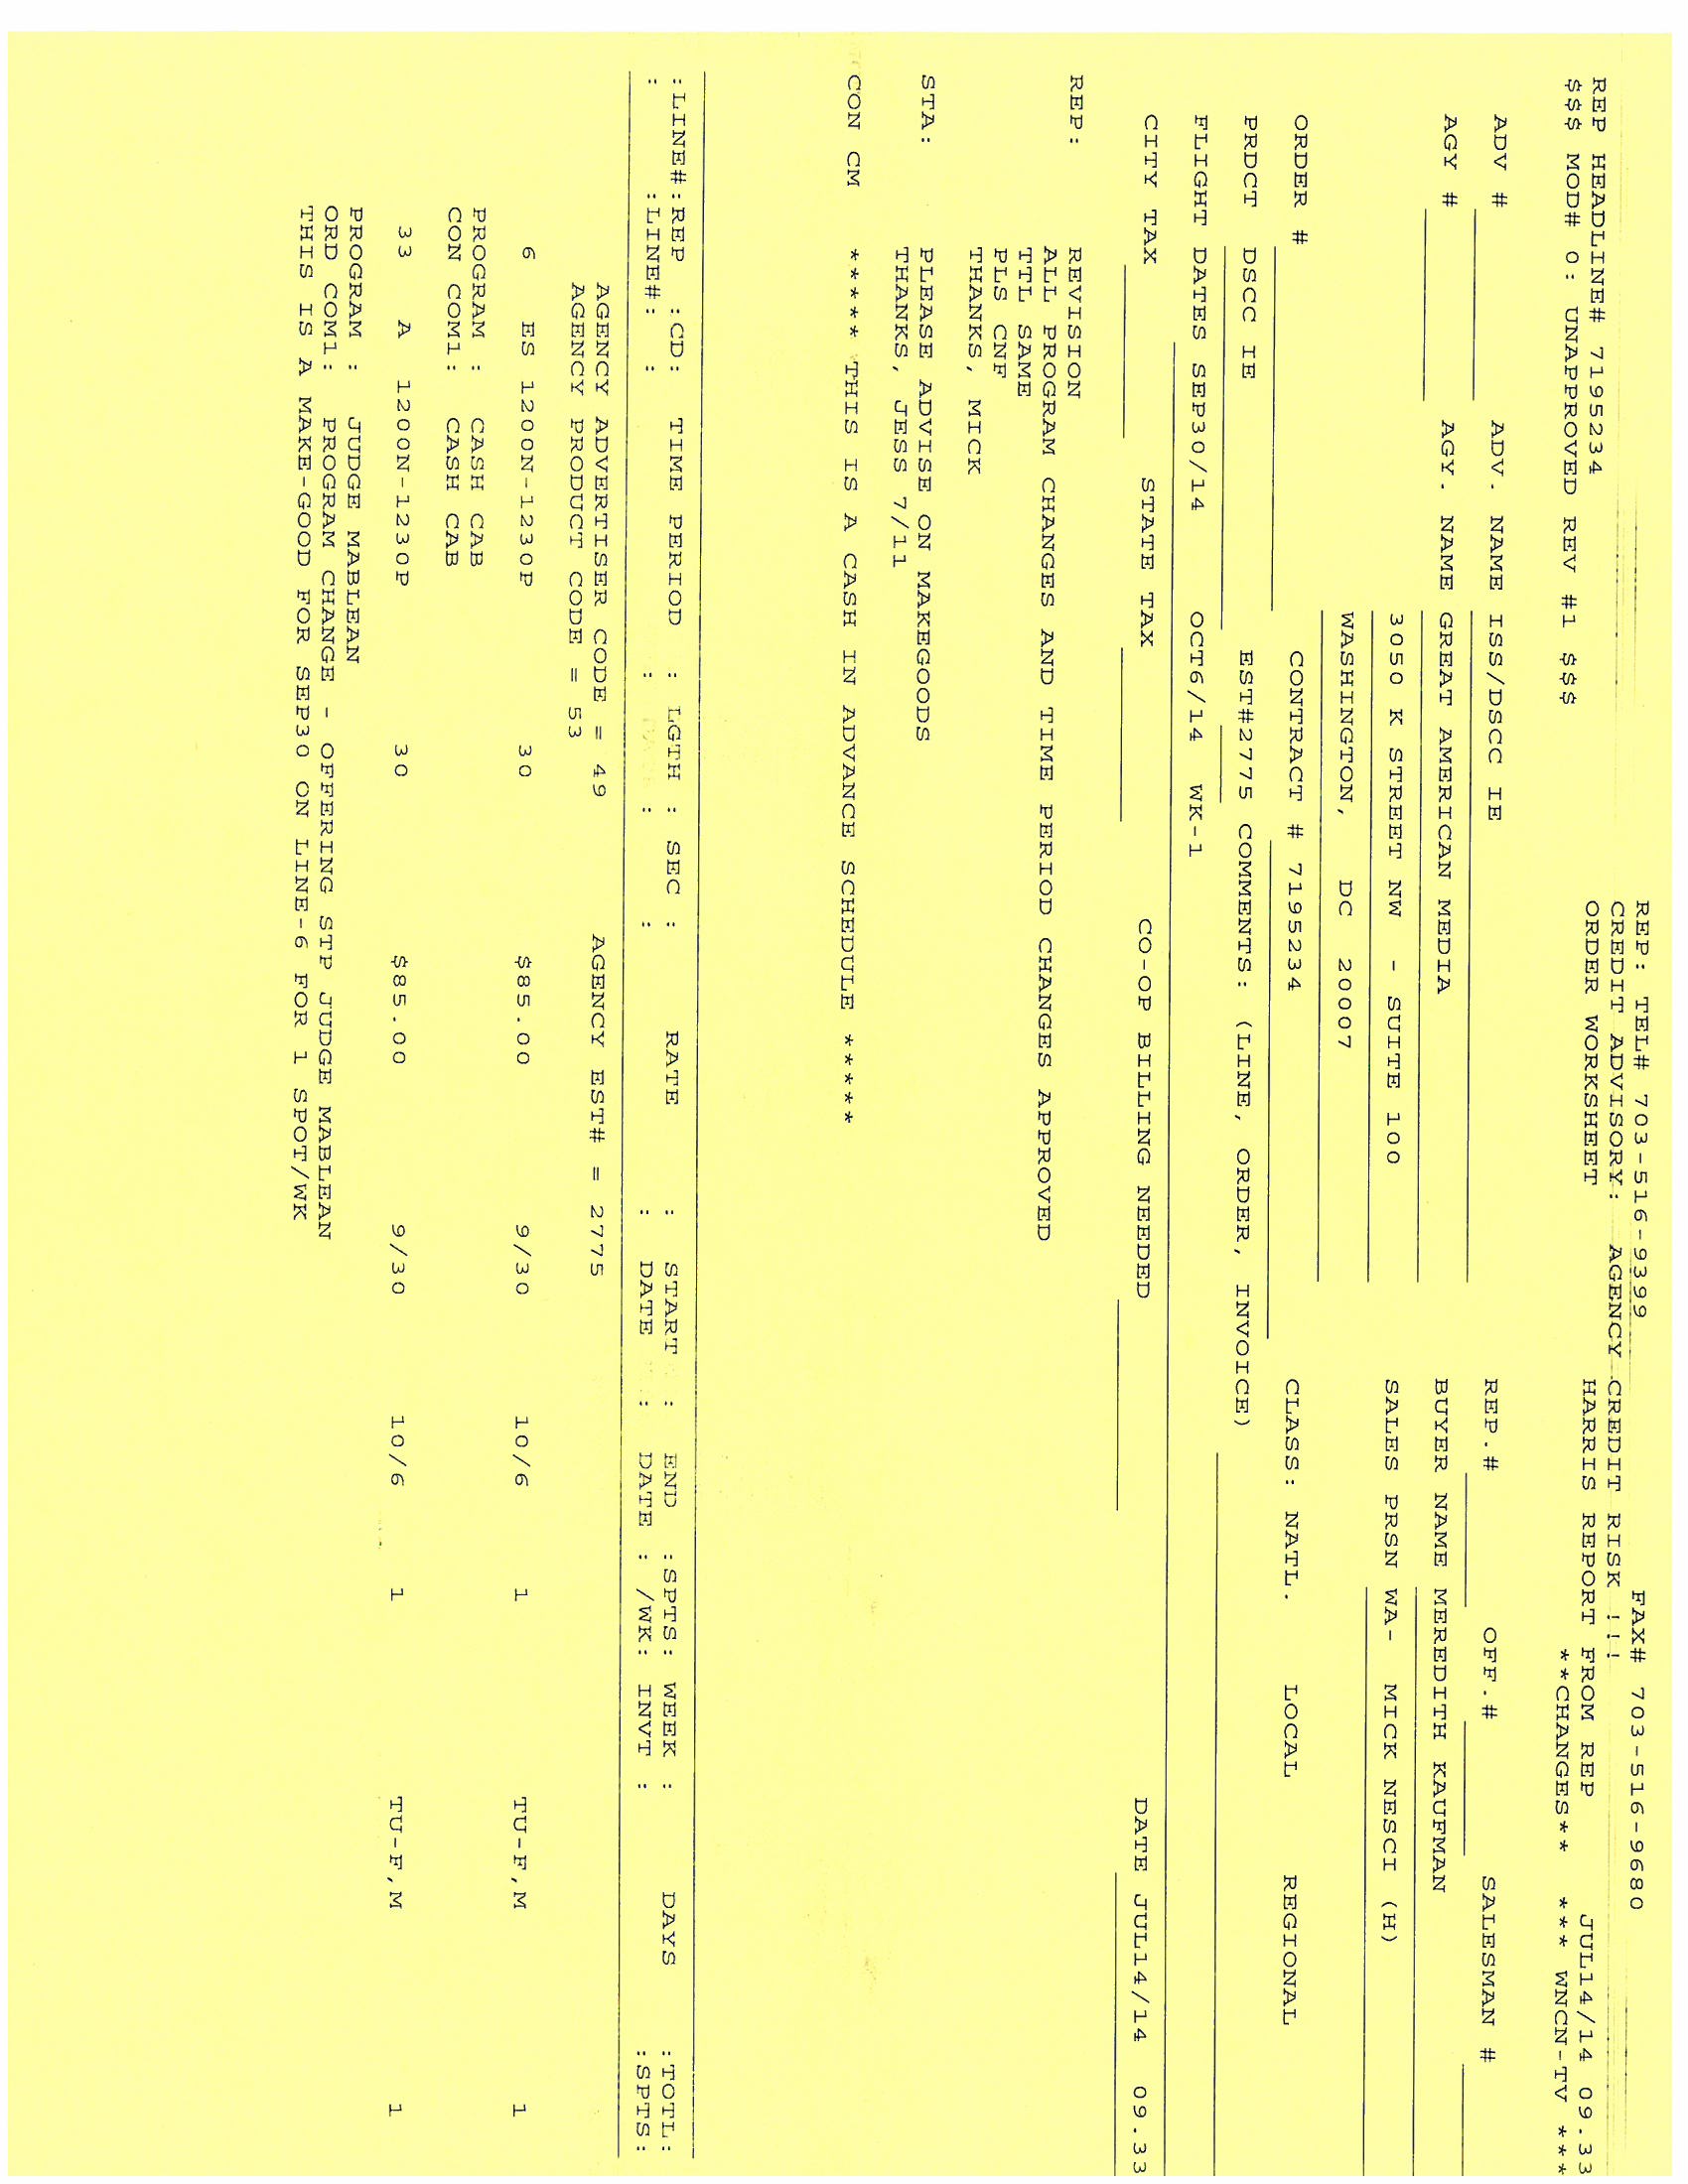 REP: TEL# 703-516-9399 FAX# 703-516-9680
CREDIT ADVISORY: AGENCY CREDIT RISK !!!
REP HEADLINE# 7195234 ORDER WORKSHEET HARRIS REPORT FROM REP JUL14/14 09.33
$$$ MOD# 0: UNAPPROVED REV #1 $$$ **CHANGES** *** WNCN-TV ***
ADV # ADV. NAME ISS/DSCC IE REP.# OFF.# SALESMAN #
AGY # AGY. NAME GREAT AMERICAN MEDIA BUYER NAME MEREDITH KAUFMAN
3050 K STREET NW - SUITE 100 SALES PRSN WA- MICK NESCI (H)
WASHINGTON, DC 20007
ORDER # CONTRACT # 7195234 CLASS: NATL. LOCAL REGIONAL
PRDCT DSCC IE EST#2775 COMMENTS: (LINE, ORDER, INVOICE)
FLIGHT DATES SEP30/14 OCT6/14 WK-1
CITY TAX STATE TAX CO-OP BILLING NEEDED DATE JUL14/14 09.33
REP: REVISION
ALL PROGRAM CHANGES AND TIME PERIOD CHANGES APPROVED
TTL SAME
PLS CNF
THANKS, MICK
STA: PLEASE ADVISE ON MAKEGOODS
THANKS, JESS 7/11
CON CM ***** THIS IS A CASH IN ADVANCE SCHEDULE *****
:LINE#:REP :CD: TIME PERIOD : LGTH : SEC : RATE : START : END :SPTS: WEEK : DAYS :TOTL:
: :LINE#: : : : : : DATE : DATE : /WK: INVT : :SPTS:
AGENCY ADVERTISER CODE = 49 AGENCY EST# = 2775
AGENCY PRODUCT CODE = 53
6 ES 1200N-1230P 30 $85.00 9/30 10/6 1 TU-F,M 1
PROGRAM : CASH CAB
CON COM1: CASH CAB
33 A 1200N-1230P 30 $85.00 9/30 10/6 1 TU-F,M 1
PROGRAM : JUDGE MABLEAN
ORD COM1: PROGRAM CHANGE - OFFERING STP JUDGE MABLEAN
THIS IS A MAKE-GOOD FOR SEP30 ON LINE-6 FOR 1 SPOT/WK